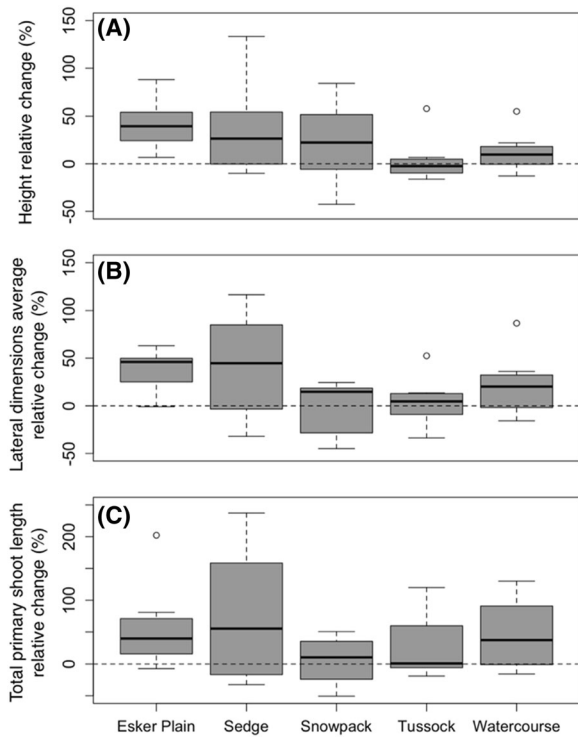 (A)
Height relative change (%)
150
100
50
0
-50
(B)
Lateral dimensions average
relative change (%)
150
100
50
0
-50
(C)
Total primary shoot length
relative change (%)
200
100
0
Esker Plain Sedge Snowpack Tussock Watercourse